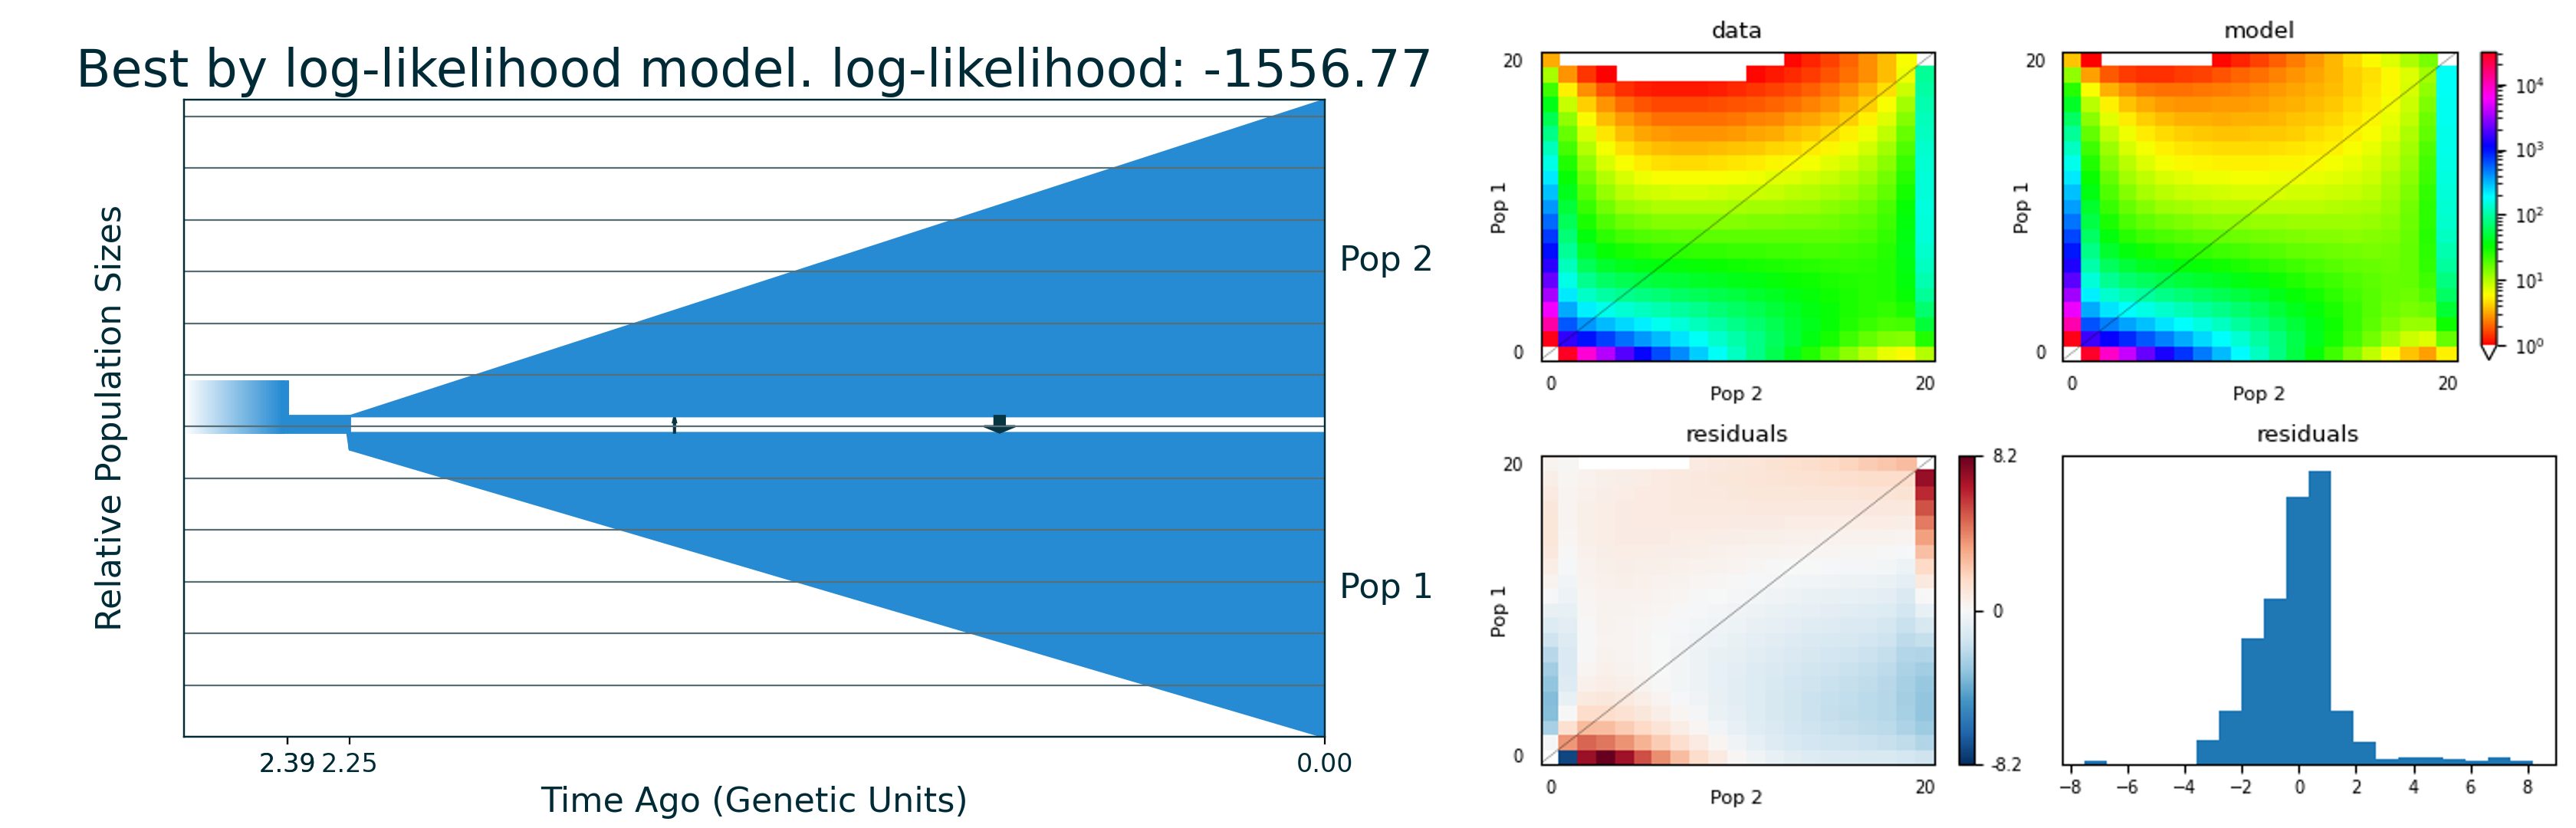 Best by log-likelihood model. log-likelihood: -1556.77
Relative Population Sizes
Pop 2
Pop 1
2.39 2.25 0.00
Time Ago (Genetic Units)
data
20
Pop 1
0
0 20
Pop 2
model
20
Pop 1
0
0 20
Pop 2
10⁴
10³
10²
10¹
10⁰
residuals
20
Pop 1
0
0 20
Pop 2
8.2
0
-8.2
residuals
−8 −6 −4 −2 0 2 4 6 8